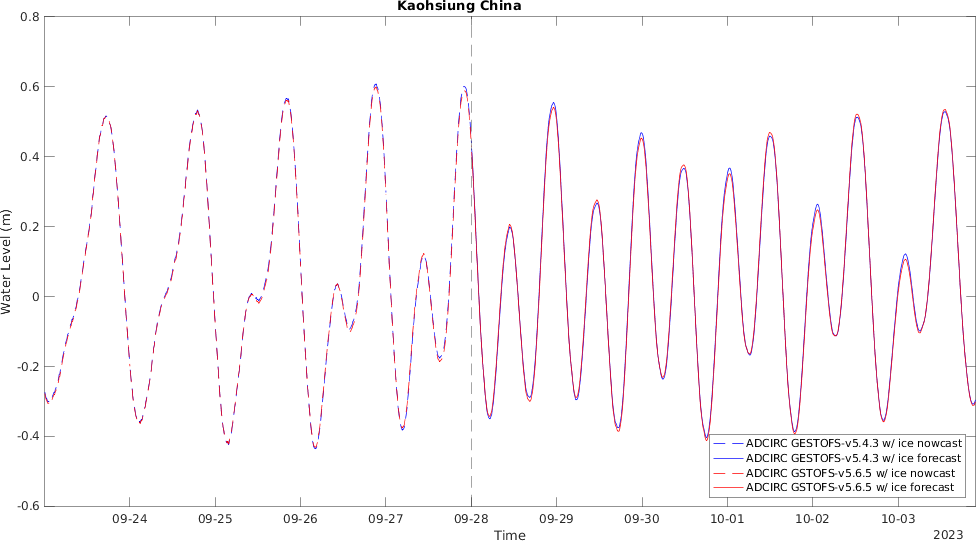 Kaohsiung China
0.8
0.6
0.4
0.2
0
-0.2
-0.4
-0.6
Water Level (m)
ADCIRC GESTOFS-v5.4.3 w/ ice nowcast
ADCIRC GESTOFS-v5.4.3 w/ ice forecast
ADCIRC GSTOFS-v5.6.5 w/ ice nowcast
ADCIRC GSTOFS-v5.6.5 w/ ice forecast
09-24 09-25 09-26 09-27 09-28 09-29 09-30 10-01 10-02 10-03
Time
2023